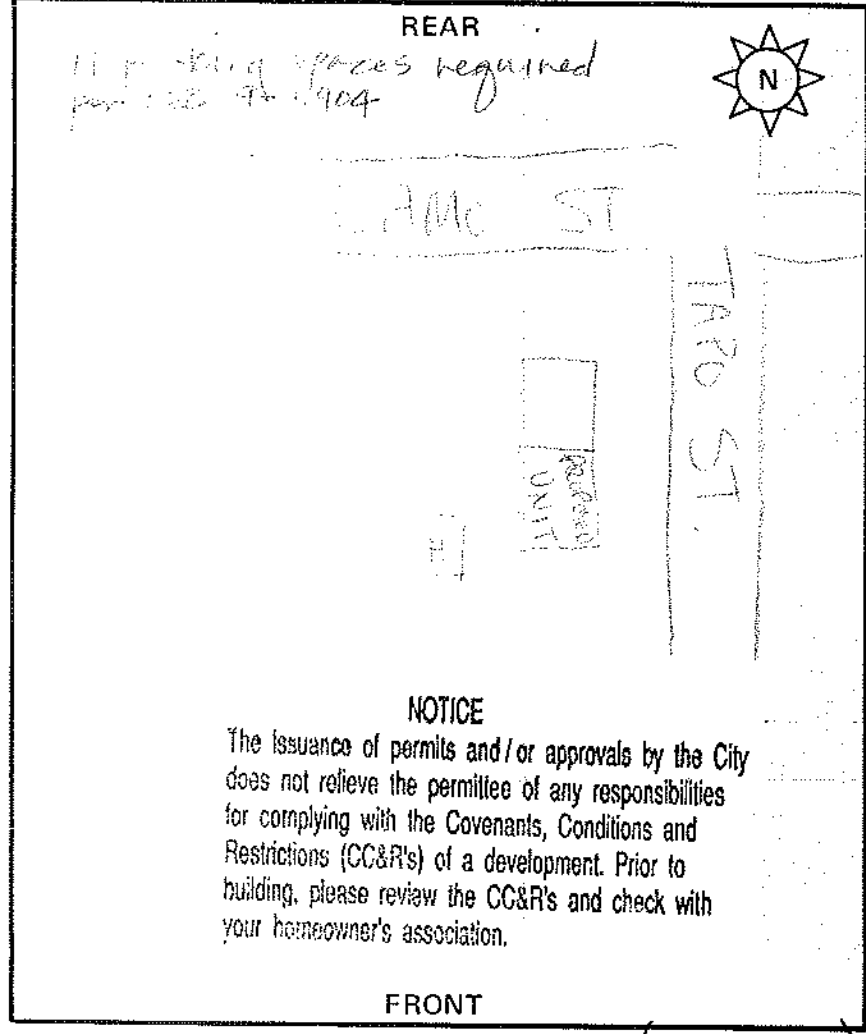 REAR
spaces required
904
N
ST
TAPO ST.
UNIT
H
NOTICE
The issuance of permits and/or approvals by the City
does not relieve the permittee of any responsibilities
for complying with the Covenants, Conditions and
Restrictions (CC&R's) of a development. Prior to
building, please review the CC&R's and check with
your homeowner's association.
FRONT